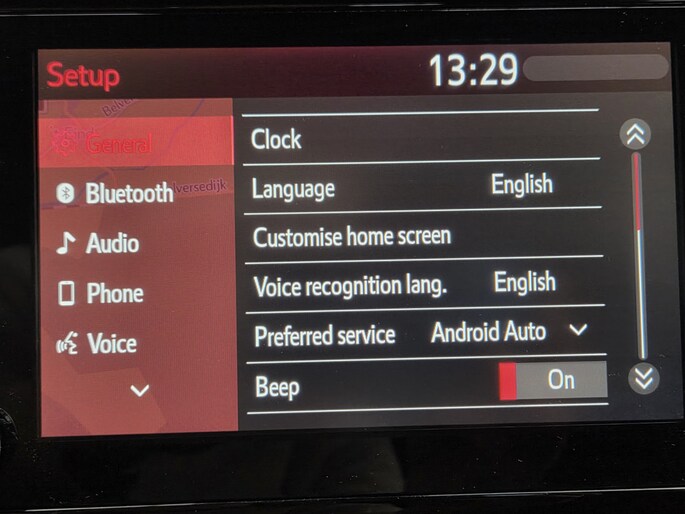 Setup
13:29
General
Bluetooth
Audio
Phone
Voice
Clock
Language English
Customise home screen
Voice recognition lang. English
Preferred service Android Auto
Beep On